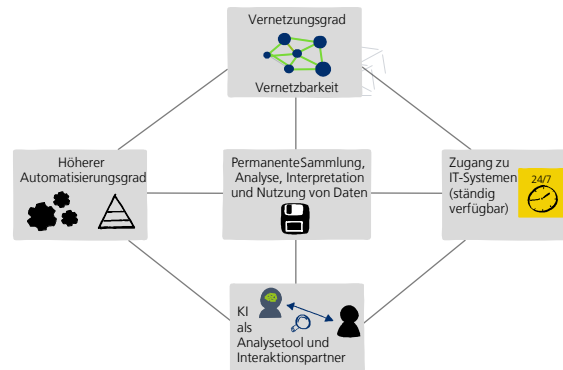 Vernetzungsgrad
Vernetzbarkeit
Höherer
Automatisierungsgrad
PermanenteSammlung,
Analyse, Interpretation
und Nutzung von Daten
Zugang zu
IT-Systemen
(ständig
verfügbar)
24/7
KI
als
Analysetool und
Interaktionspartner